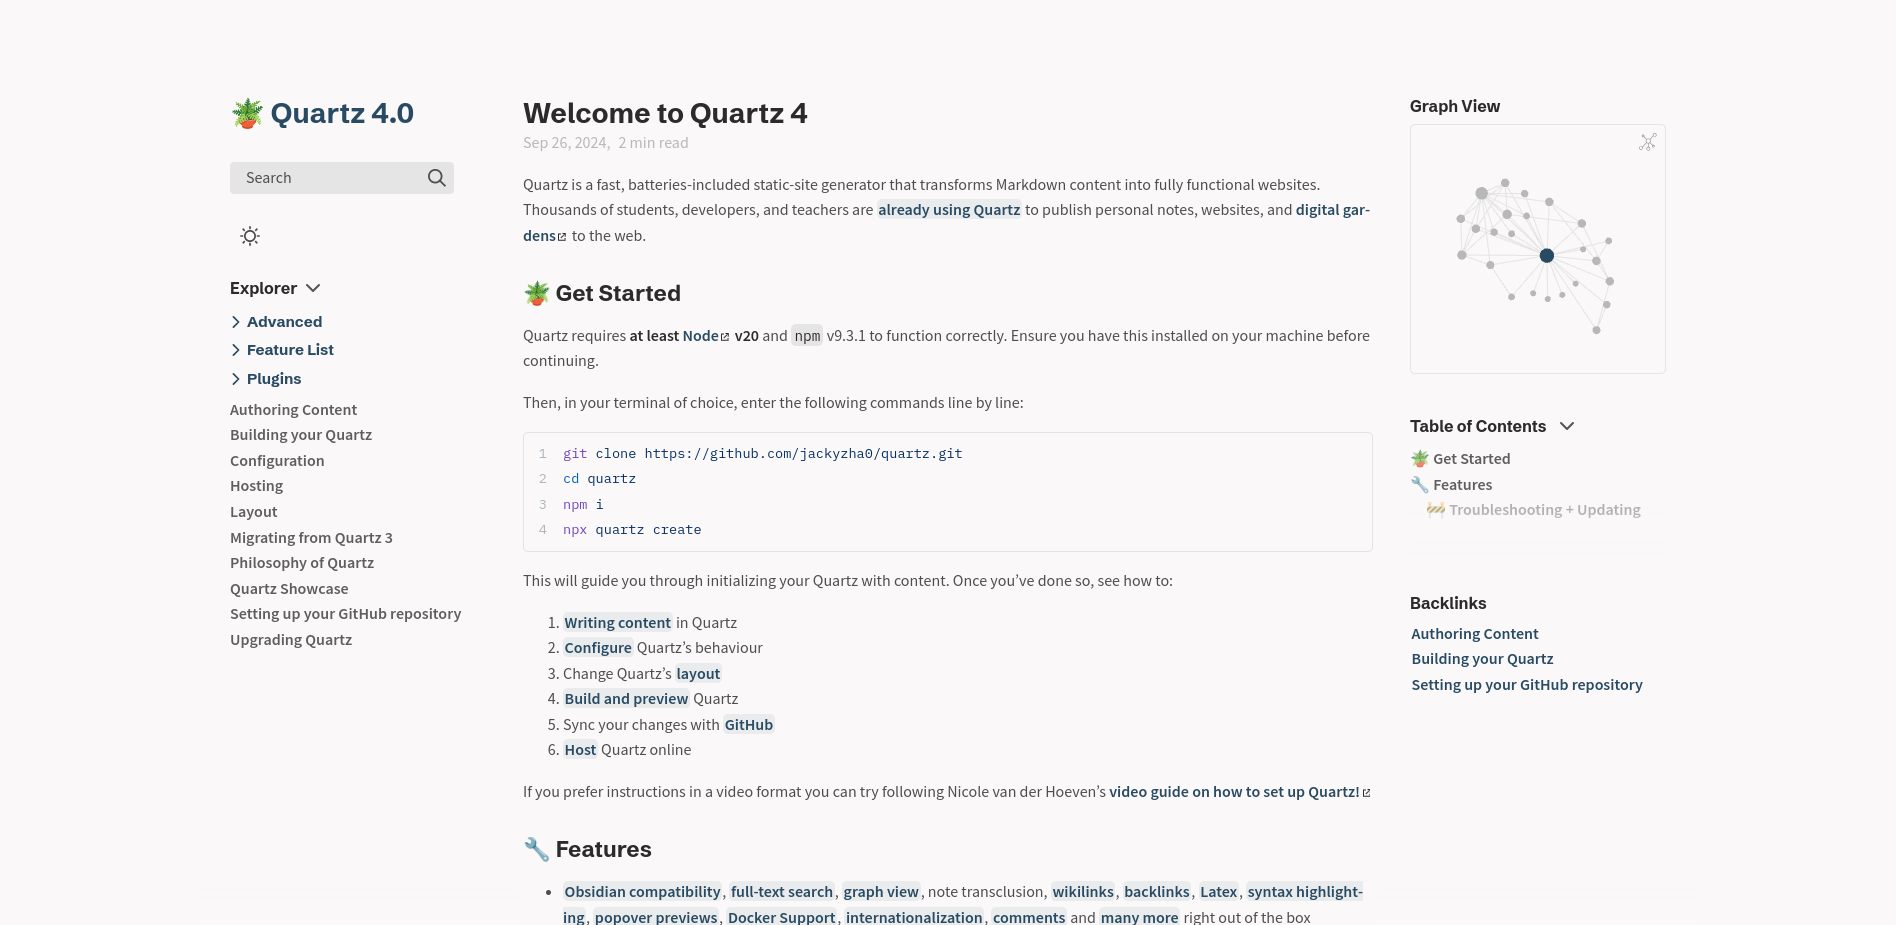 🪴 Quartz 4.0
Search
Explorer
Advanced
Feature List
Plugins
Authoring Content
Building your Quartz
Configuration
Hosting
Layout
Migrating from Quartz 3
Philosophy of Quartz
Quartz Showcase
Setting up your GitHub repository
Upgrading Quartz
Welcome to Quartz 4
Sep 26, 2024, 2 min read
Quartz is a fast, batteries-included static-site generator that transforms Markdown content into fully functional websites.
Thousands of students, developers, and teachers are already using Quartz to publish personal notes, websites, and digital gar-
dens to the web.
🪴 Get Started
Quartz requires at least Node v20 and npm v9.3.1 to function correctly. Ensure you have this installed on your machine before
continuing.
Then, in your terminal of choice, enter the following commands line by line:
1 git clone https://github.com/jackyzha0/quartz.git
2 cd quartz
3 npm i
4 npx quartz create
This will guide you through initializing your Quartz with content. Once you’ve done so, see how to:
1. Writing content in Quartz
2. Configure Quartz’s behaviour
3. Change Quartz’s layout
4. Build and preview Quartz
5. Sync your changes with GitHub
6. Host Quartz online
If you prefer instructions in a video format you can try following Nicole van der Hoeven’s video guide on how to set up Quartz!
🔧 Features
• Obsidian compatibility, full-text search, graph view, note transclusion, wikilinks, backlinks, Latex, syntax highlight-
ing, popover previews, Docker Support, internationalization, comments and many more right out of the box
Graph View
Table of Contents
🪴 Get Started
🔧 Features
🚧 Troubleshooting + Updating
Backlinks
Authoring Content
Building your Quartz
Setting up your GitHub repository